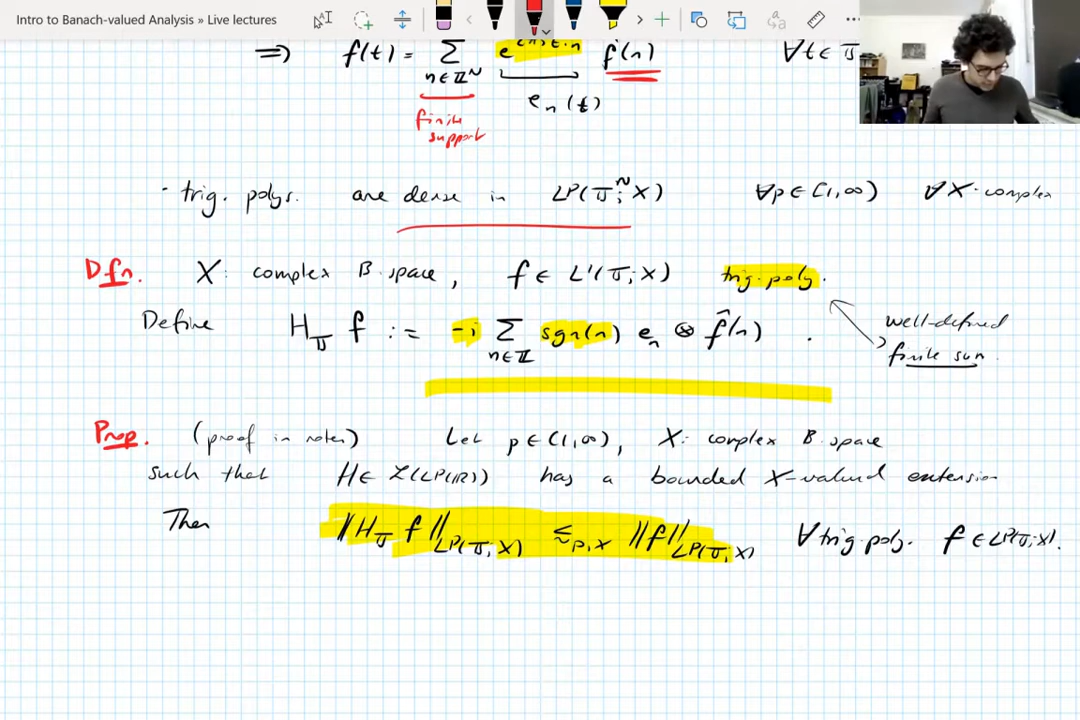 Intro to Banach-valued Analysis » Live lectures
⇒ f(t) = Σ_{n∈ℤ^N} e^{2πit·n} f̂(n) ∀t∈𝕋
e_n(t)
finite
support
· trig. polys. are dense in L^p(𝕋^N; X) ∀p∈[1,∞) ∀X complex
Dfn. X: complex B. space, f ∈ L^1(𝕋; X) trig. poly.
Define H_𝕋 f := -i Σ_{n∈ℤ} sgn(n) e_n ⊗ f̂(n) .
well-defined
finite sum.
Prop. (proof in notes) Let p∈(1,∞), X: complex B. space
such that H ∈ ℒ(L^p(ℝ)) has a bounded X-valued extension
Then ‖H_𝕋 f‖_{L^p(𝕋; X)} ≲_{p,X} ‖f‖_{L^p(𝕋; X)} ∀ trig. poly. f ∈ L^p(𝕋; X).